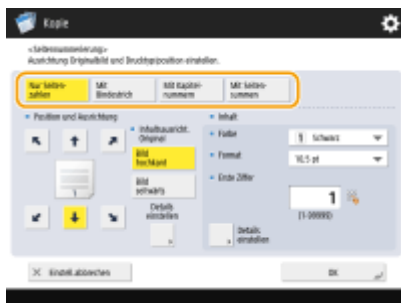 Kopie
<Seitennummerierung>
Ausrichtung Originalbild und Drucktypposition einstellen.
Nur Seiten-
zahlen
Mit
Bindestrich
Mit Kapitel-
nummern
Mit Seiten-
summen
Position und Ausrichtung
Inhaltsausricht.
Original
Bild
hochkant
Bild
seitwärts
Details
einstellen
Inhalt
Farbe
Schwarz
Format
10,5 pt
Erste Ziffer
1
(1-99999)
Details
einstellen
Einstell. abbrechen
OK